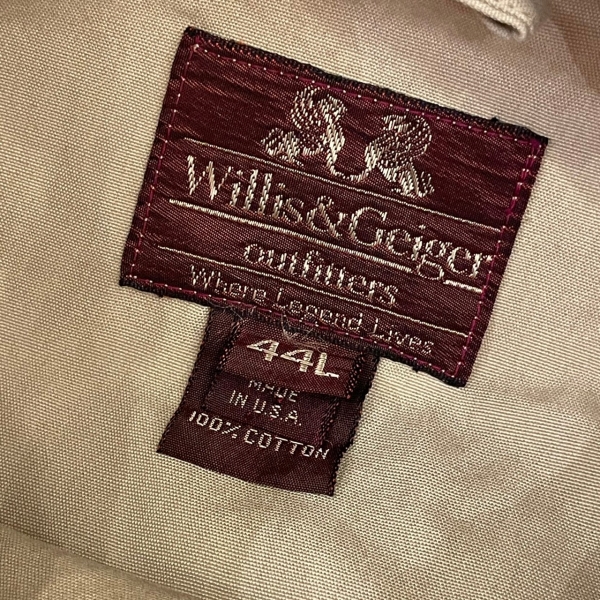 Willis&Geiger
outfitters
Where Legend Lives
44L
MADE
IN U.S.A.
100% COTTON